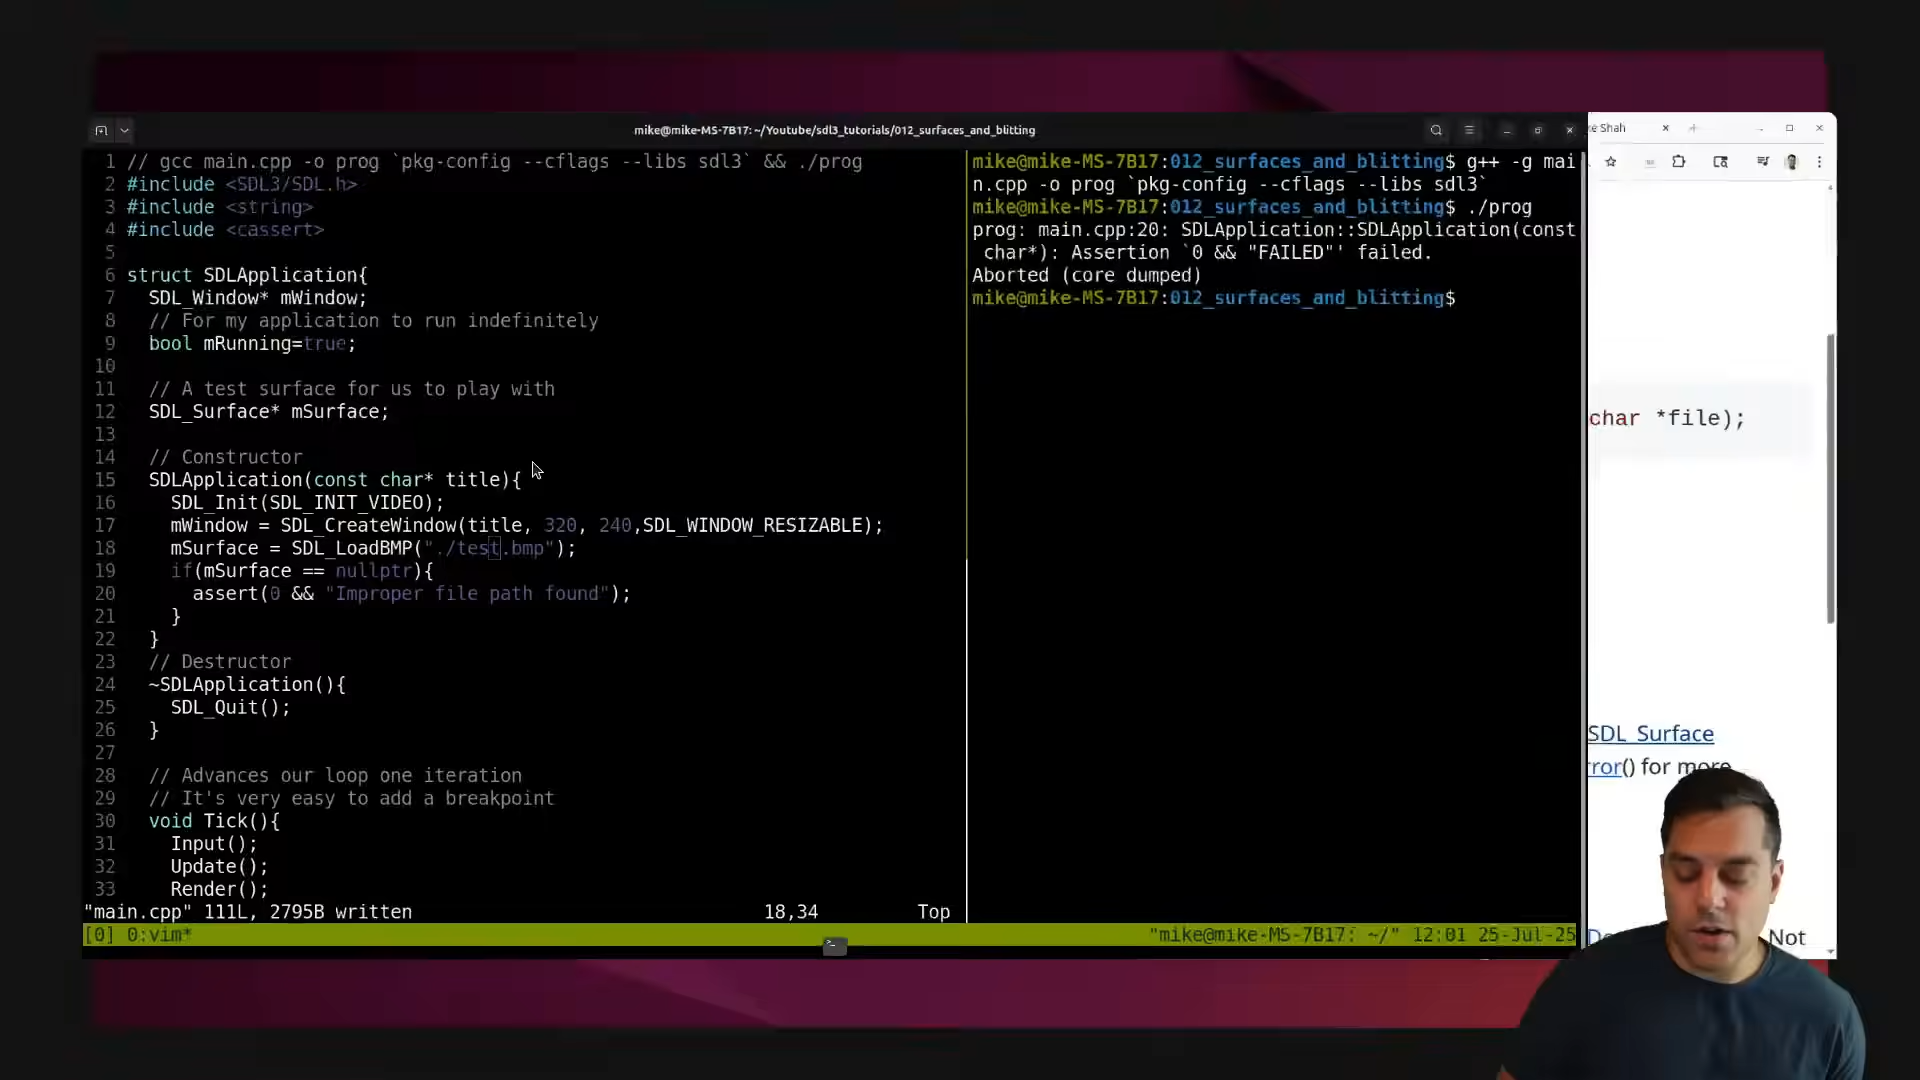 mike@mike-MS-7B17: ~/Youtube/sdl3_tutorials/012_surfaces_and_blitting
1 // gcc main.cpp -o prog `pkg-config --cflags --libs sdl3` && ./prog
2 #include <SDL3/SDL.h>
3 #include <string>
4 #include <cassert>
5
6 struct SDLApplication{
7 SDL_Window* mWindow;
8 // For my application to run indefinitely
9 bool mRunning=true;
10
11 // A test surface for us to play with
12 SDL_Surface* mSurface;
13
14 // Constructor
15 SDLApplication(const char* title){
16 SDL_Init(SDL_INIT_VIDEO);
17 mWindow = SDL_CreateWindow(title, 320, 240,SDL_WINDOW_RESIZABLE);
18 mSurface = SDL_LoadBMP("./test.bmp");
19 if(mSurface == nullptr){
20 assert(0 && "Improper file path found");
21 }
22 }
23 // Destructor
24 ~SDLApplication(){
25 SDL_Quit();
26 }
27
28 // Advances our loop one iteration
29 // It's very easy to add a breakpoint
30 void Tick(){
31 Input();
32 Update();
33 Render();
"main.cpp" 111L, 2795B written 18,34 Top
[0] 0:vim* "mike@mike-MS-7B17: ~/" 12:01 25-Jul-25
mike@mike-MS-7B17:012_surfaces_and_blitting$ g++ -g mai
n.cpp -o prog `pkg-config --cflags --libs sdl3`
mike@mike-MS-7B17:012_surfaces_and_blitting$ ./prog
prog: main.cpp:20: SDLApplication::SDLApplication(const
char*): Assertion `0 && "FAILED"' failed.
Aborted (core dumped)
mike@mike-MS-7B17:012_surfaces_and_blitting$
ke Shah
char *file);
SDL_Surface
rror() for more
Not